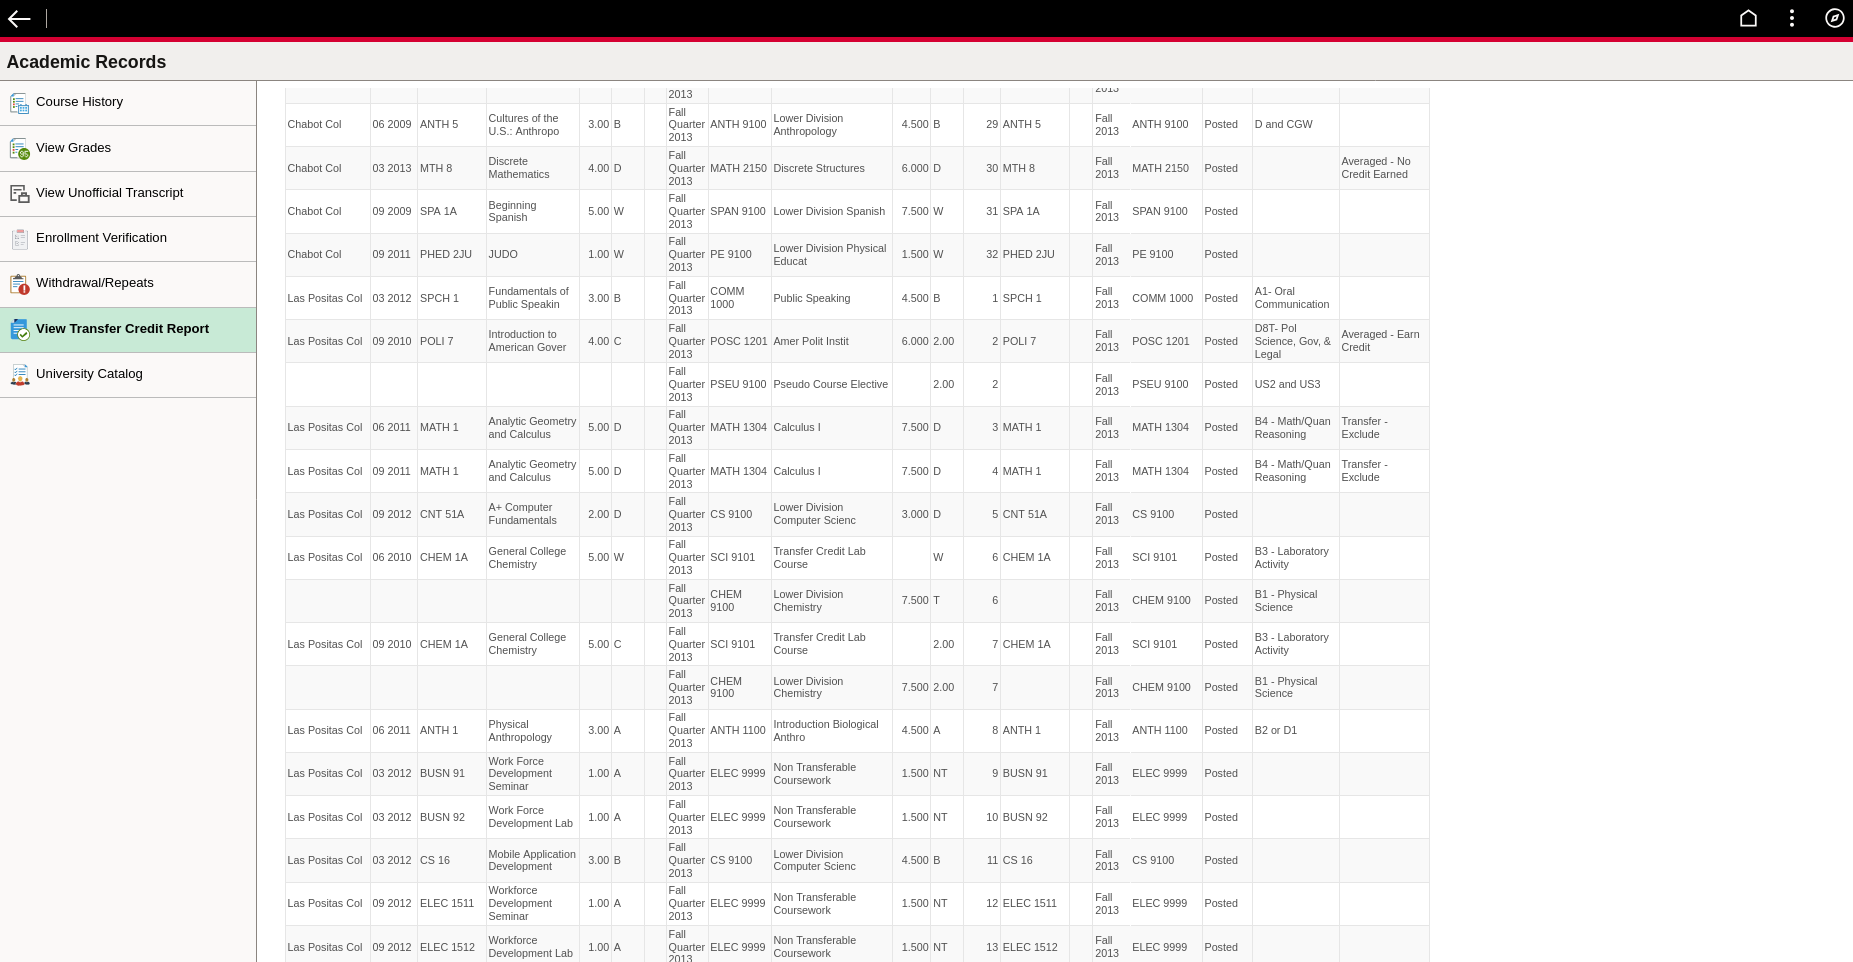 Academic Records
Course History
View Grades
View Unofficial Transcript
Enrollment Verification
Withdrawal/Repeats
View Transfer Credit Report
University Catalog
2013 2013
Chabot Col 06 2009 ANTH 5 Cultures of the U.S.: Anthropo 3.00 B Fall Quarter 2013 ANTH 9100 Lower Division Anthropology 4.500 B 29 ANTH 5 Fall 2013 ANTH 9100 Posted D and CGW
Chabot Col 03 2013 MTH 8 Discrete Mathematics 4.00 D Fall Quarter 2013 MATH 2150 Discrete Structures 6.000 D 30 MTH 8 Fall 2013 MATH 2150 Posted Averaged - No Credit Earned
Chabot Col 09 2009 SPA 1A Beginning Spanish 5.00 W Fall Quarter 2013 SPAN 9100 Lower Division Spanish 7.500 W 31 SPA 1A Fall 2013 SPAN 9100 Posted
Chabot Col 09 2011 PHED 2JU JUDO 1.00 W Fall Quarter 2013 PE 9100 Lower Division Physical Educat 1.500 W 32 PHED 2JU Fall 2013 PE 9100 Posted
Las Positas Col 03 2012 SPCH 1 Fundamentals of Public Speakin 3.00 B Fall Quarter 2013 COMM 1000 Public Speaking 4.500 B 1 SPCH 1 Fall 2013 COMM 1000 Posted A1- Oral Communication
Las Positas Col 09 2010 POLI 7 Introduction to American Gover 4.00 C Fall Quarter 2013 POSC 1201 Amer Polit Instit 6.000 2.00 2 POLI 7 Fall 2013 POSC 1201 Posted D8T- Pol Science, Gov, & Legal Averaged - Earn Credit
Fall Quarter 2013 PSEU 9100 Pseudo Course Elective 2.00 2 Fall 2013 PSEU 9100 Posted US2 and US3
Las Positas Col 06 2011 MATH 1 Analytic Geometry and Calculus 5.00 D Fall Quarter 2013 MATH 1304 Calculus I 7.500 D 3 MATH 1 Fall 2013 MATH 1304 Posted B4 - Math/Quan Reasoning Transfer - Exclude
Las Positas Col 09 2011 MATH 1 Analytic Geometry and Calculus 5.00 D Fall Quarter 2013 MATH 1304 Calculus I 7.500 D 4 MATH 1 Fall 2013 MATH 1304 Posted B4 - Math/Quan Reasoning Transfer - Exclude
Las Positas Col 09 2012 CNT 51A A+ Computer Fundamentals 2.00 D Fall Quarter 2013 CS 9100 Lower Division Computer Scienc 3.000 D 5 CNT 51A Fall 2013 CS 9100 Posted
Las Positas Col 06 2010 CHEM 1A General College Chemistry 5.00 W Fall Quarter 2013 SCI 9101 Transfer Credit Lab Course W 6 CHEM 1A Fall 2013 SCI 9101 Posted B3 - Laboratory Activity
Fall Quarter 2013 CHEM 9100 Lower Division Chemistry 7.500 T 6 Fall 2013 CHEM 9100 Posted B1 - Physical Science
Las Positas Col 09 2010 CHEM 1A General College Chemistry 5.00 C Fall Quarter 2013 SCI 9101 Transfer Credit Lab Course 2.00 7 CHEM 1A Fall 2013 SCI 9101 Posted B3 - Laboratory Activity
Fall Quarter 2013 CHEM 9100 Lower Division Chemistry 7.500 2.00 7 Fall 2013 CHEM 9100 Posted B1 - Physical Science
Las Positas Col 06 2011 ANTH 1 Physical Anthropology 3.00 A Fall Quarter 2013 ANTH 1100 Introduction Biological Anthro 4.500 A 8 ANTH 1 Fall 2013 ANTH 1100 Posted B2 or D1
Las Positas Col 03 2012 BUSN 91 Work Force Development Seminar 1.00 A Fall Quarter 2013 ELEC 9999 Non Transferable Coursework 1.500 NT 9 BUSN 91 Fall 2013 ELEC 9999 Posted
Las Positas Col 03 2012 BUSN 92 Work Force Development Lab 1.00 A Fall Quarter 2013 ELEC 9999 Non Transferable Coursework 1.500 NT 10 BUSN 92 Fall 2013 ELEC 9999 Posted
Las Positas Col 03 2012 CS 16 Mobile Application Development 3.00 B Fall Quarter 2013 CS 9100 Lower Division Computer Scienc 4.500 B 11 CS 16 Fall 2013 CS 9100 Posted
Las Positas Col 09 2012 ELEC 1511 Workforce Development Seminar 1.00 A Fall Quarter 2013 ELEC 9999 Non Transferable Coursework 1.500 NT 12 ELEC 1511 Fall 2013 ELEC 9999 Posted
Las Positas Col 09 2012 ELEC 1512 Workforce Development Lab 1.00 A Fall Quarter 2013 ELEC 9999 Non Transferable Coursework 1.500 NT 13 ELEC 1512 Fall 2013 ELEC 9999 Posted